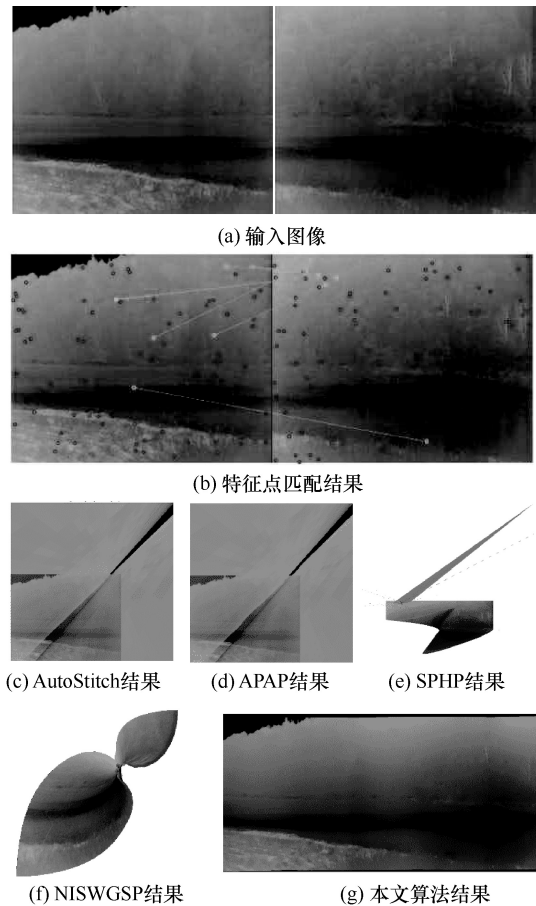 (a) 输入图像
(b) 特征点匹配结果
(c) AutoStitch结果
(d) APAP结果
(e) SPHP结果
(f) NISWGSP结果
(g) 本文算法结果